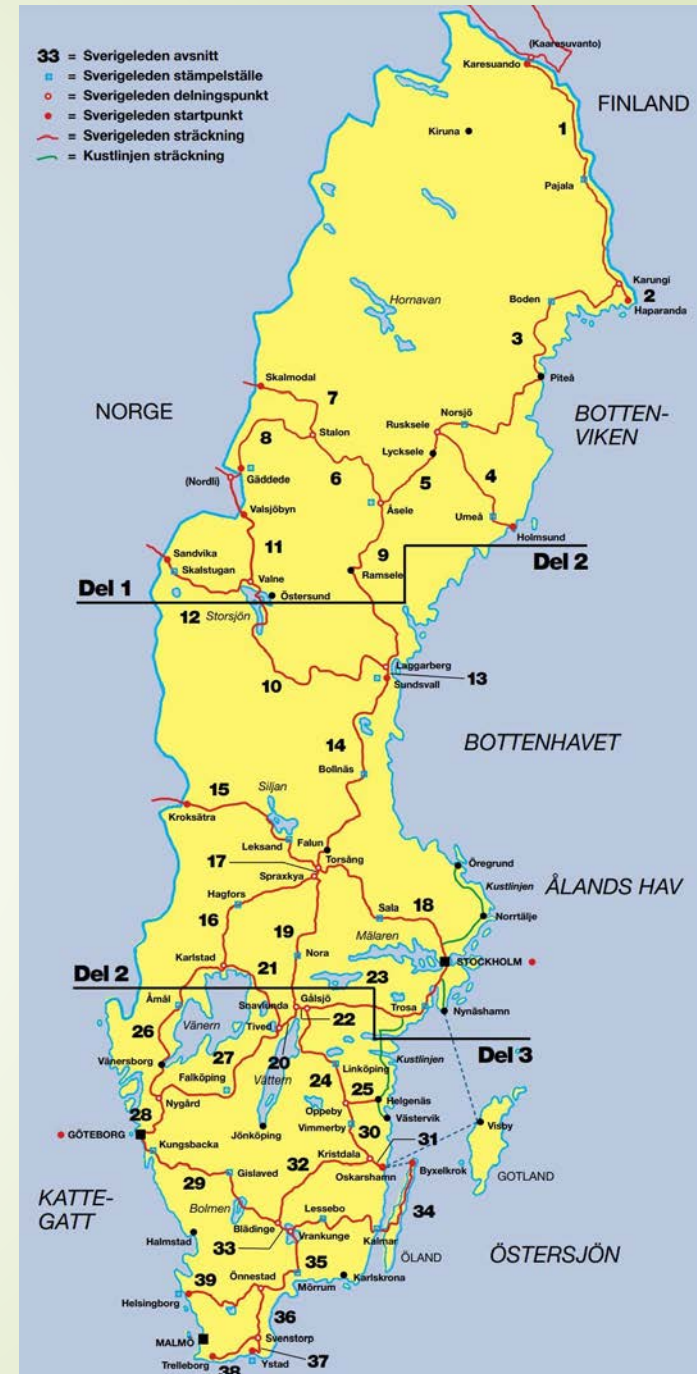 33 = Sverigeleden avsnitt
= Sverigeleden stämpelställe
= Sverigeleden delningspunkt
= Sverigeleden startpunkt
= Sverigeleden sträckning
= Kustlinjen sträckning
(Kaaresuvanto)
Karesuando
FINLAND
1
Kiruna
Pajala
Karungi
2
Haparanda
Hornavan
Boden
3
Piteå
Skalmodal
7
NORGE
Norsjö
Rusksele
BOTTEN-
VIKEN
Stalon
8
Lycksele
6
5
4
(Nordli)
Gäddede
Åsele
Umeå
Valsjöbyn
Holmsund
11
9
Sandvika
Skalstugan
Ramsele
Del 2
Valne
Del 1
Östersund
12
Storsjön
Laggarberg
13
10
Sundsvall
14
BOTTENHAVET
Bollnäs
15
Siljan
Kroksätra
Leksand
Falun
Torsång
Öregrund
17
Spraxkya
Kustlinjen
ÅLANDS HAV
Hagfors
16
Sala
18
Norrtälje
19
Mälaren
Nora
Karlstad
21
STOCKHOLM
Del 2
23
Åmål
Snavlunda
Gålsjö
Trosa
Nynäshamn
26
Vänern
Tived
22
Del 3
27
20
Kustlinjen
Vänersborg
Falköping
Vättern
24
Linköping
25
Helgenäs
Nygård
Oppeby
28
Västervik
Visby
GÖTEBORG
Jönköping
Vimmerby
30
Kungsbacka
Kristdala
31
32
Oskarshamn
Byxelkrok
GOTLAND
29
Gislaved
KATTE-
GATT
Bolmen
Lessebo
34
Blädinge
Halmstad
33
Vrankunge
Kalmar
ÖLAND
ÖSTERSJÖN
35
39
Önnestad
Mörrum
Karlskrona
Helsingborg
36
MALMÖ
Svenstorp
Trelleborg
Ystad
37
38